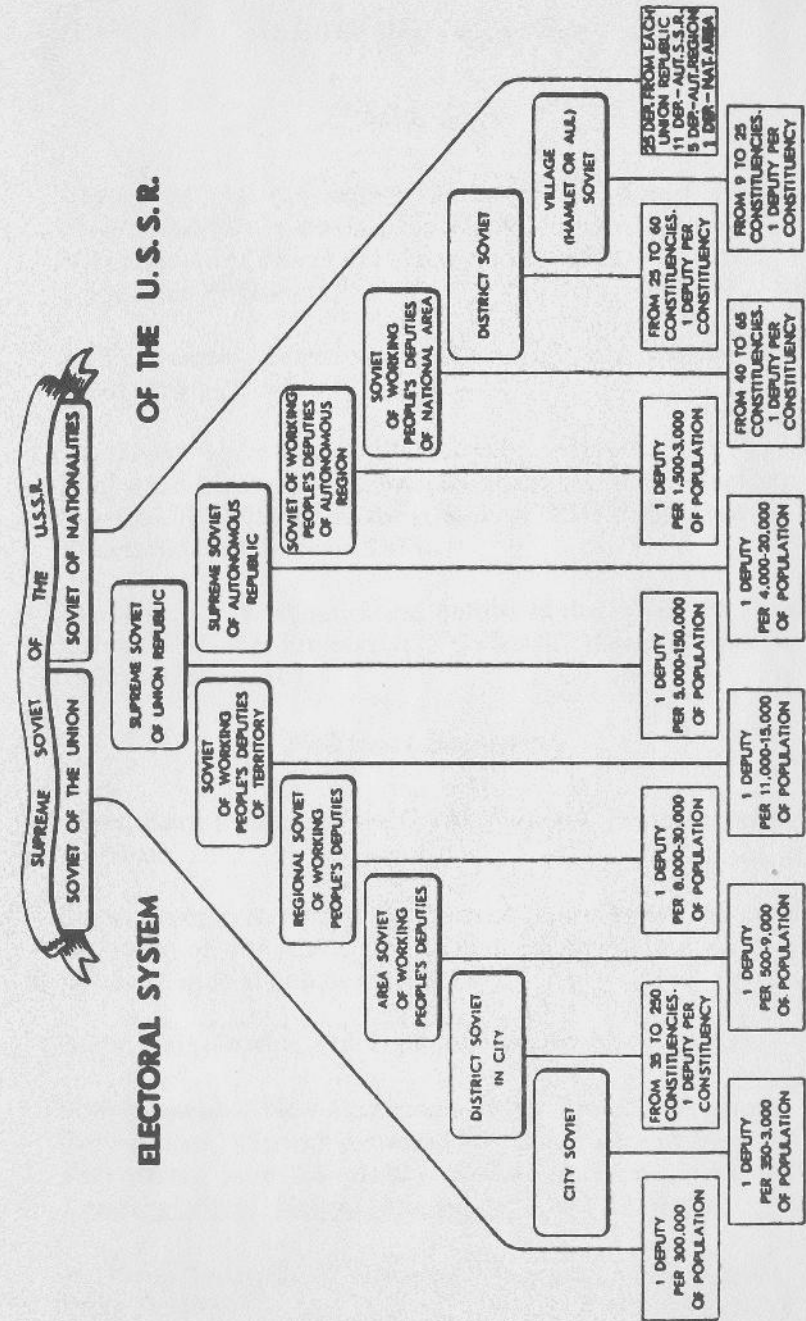 ELECTORAL SYSTEM
OF THE U.S.S.R.
SUPREME SOVIET OF THE U.S.S.R.
SOVIET OF THE UNION
SOVIET OF NATIONALITIES
SUPREME SOVIET
OF UNION REPUBLIC
SOVIET
OF WORKING
PEOPLE'S DEPUTIES
OF TERRITORY
SUPREME SOVIET
OF AUTONOMOUS
REPUBLIC
REGIONAL SOVIET
OF WORKING
PEOPLE'S DEPUTIES
SOVIET OF WORKING
PEOPLE'S DEPUTIES
OF AUTONOMOUS
REGION
AREA SOVIET
OF WORKING
PEOPLE'S DEPUTIES
SOVIET
OF WORKING
PEOPLE'S DEPUTIES
OF NATIONAL AREA
DISTRICT SOVIET
IN CITY
DISTRICT SOVIET
CITY SOVIET
VILLAGE
(HAMLET OR AUL)
SOVIET
1 DEPUTY
PER 300,000
OF POPULATION
FROM 35 TO 250
CONSTITUENCIES.
1 DEPUTY PER
CONSTITUENCY
1 DEPUTY
PER 8,000-30,000
OF POPULATION
1 DEPUTY
PER 5,000-150,000
OF POPULATION
1 DEPUTY
PER 1,500-3,000
OF POPULATION
FROM 25 TO 60
CONSTITUENCIES.
1 DEPUTY PER
CONSTITUENCY
25 DEP. FROM EACH
UNION REPUBLIC
11 DEP.-AUT.S.S.R.
5 DEP.-AUT.REGION
1 DEP.-NAT. AREA
1 DEPUTY
PER 350-3,000
OF POPULATION
1 DEPUTY
PER 500-9,000
OF POPULATION
1 DEPUTY
PER 11,000-15,000
OF POPULATION
1 DEPUTY
PER 4,000-20,000
OF POPULATION
FROM 40 TO 65
CONSTITUENCIES.
1 DEPUTY PER
CONSTITUENCY
FROM 9 TO 25
CONSTITUENCIES.
1 DEPUTY PER
CONSTITUENCY